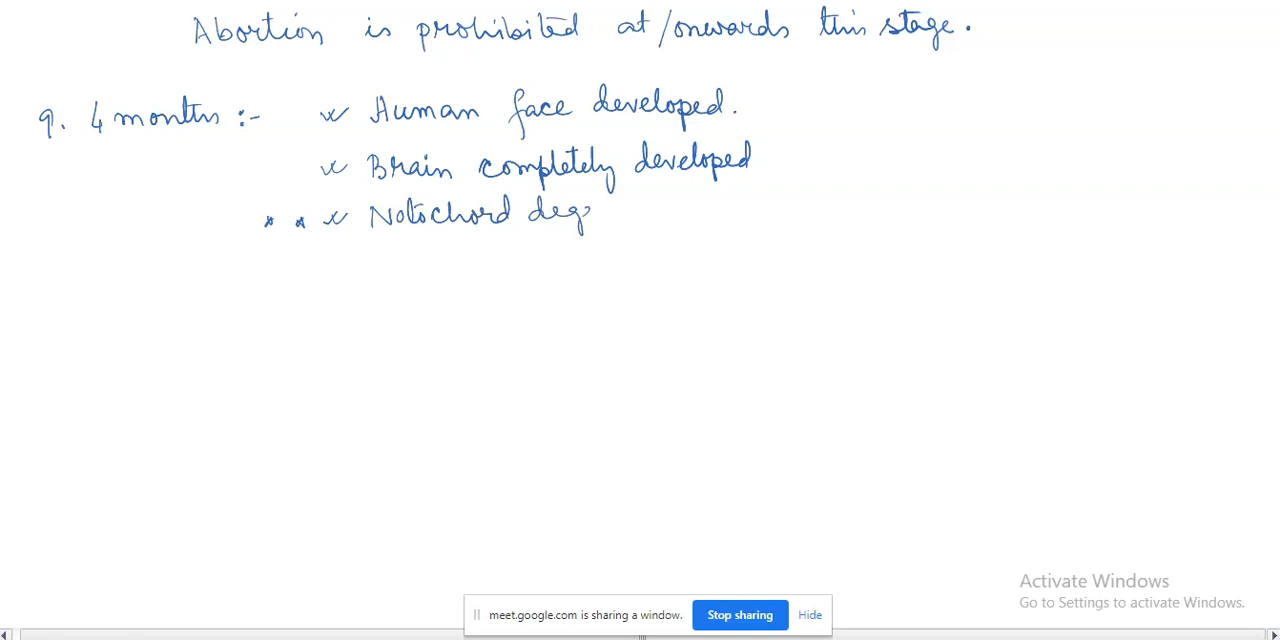 Abortion is prohibited at/onwards this stage.
9. 4 months :- Human face developed.
Brain completely developed
** Notochord deg
Activate Windows
Go to Settings to activate Windows.
meet.google.com is sharing a window. Stop sharing Hide